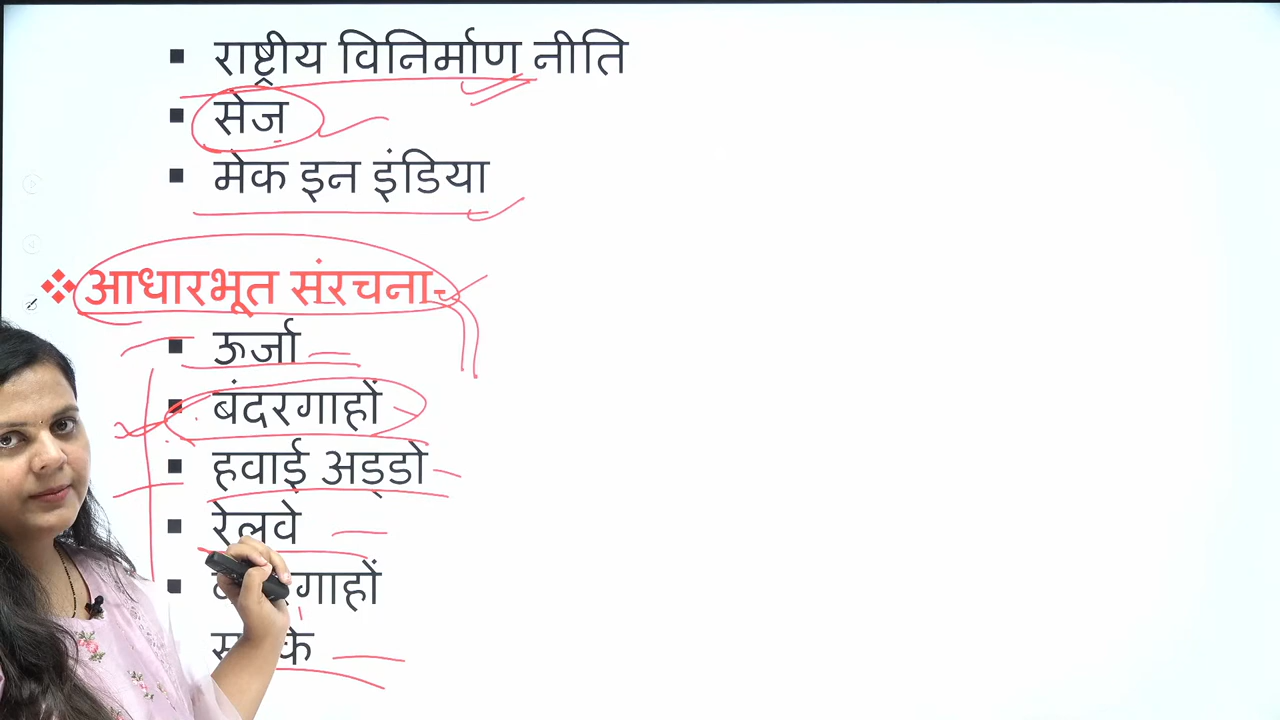 राष्ट्रीय विनिर्माण नीति
सेज
मेक इन इंडिया
आधारभूत संरचना-
ऊर्जा
बंदरगाहों
हवाई अड्डो
रेलवे